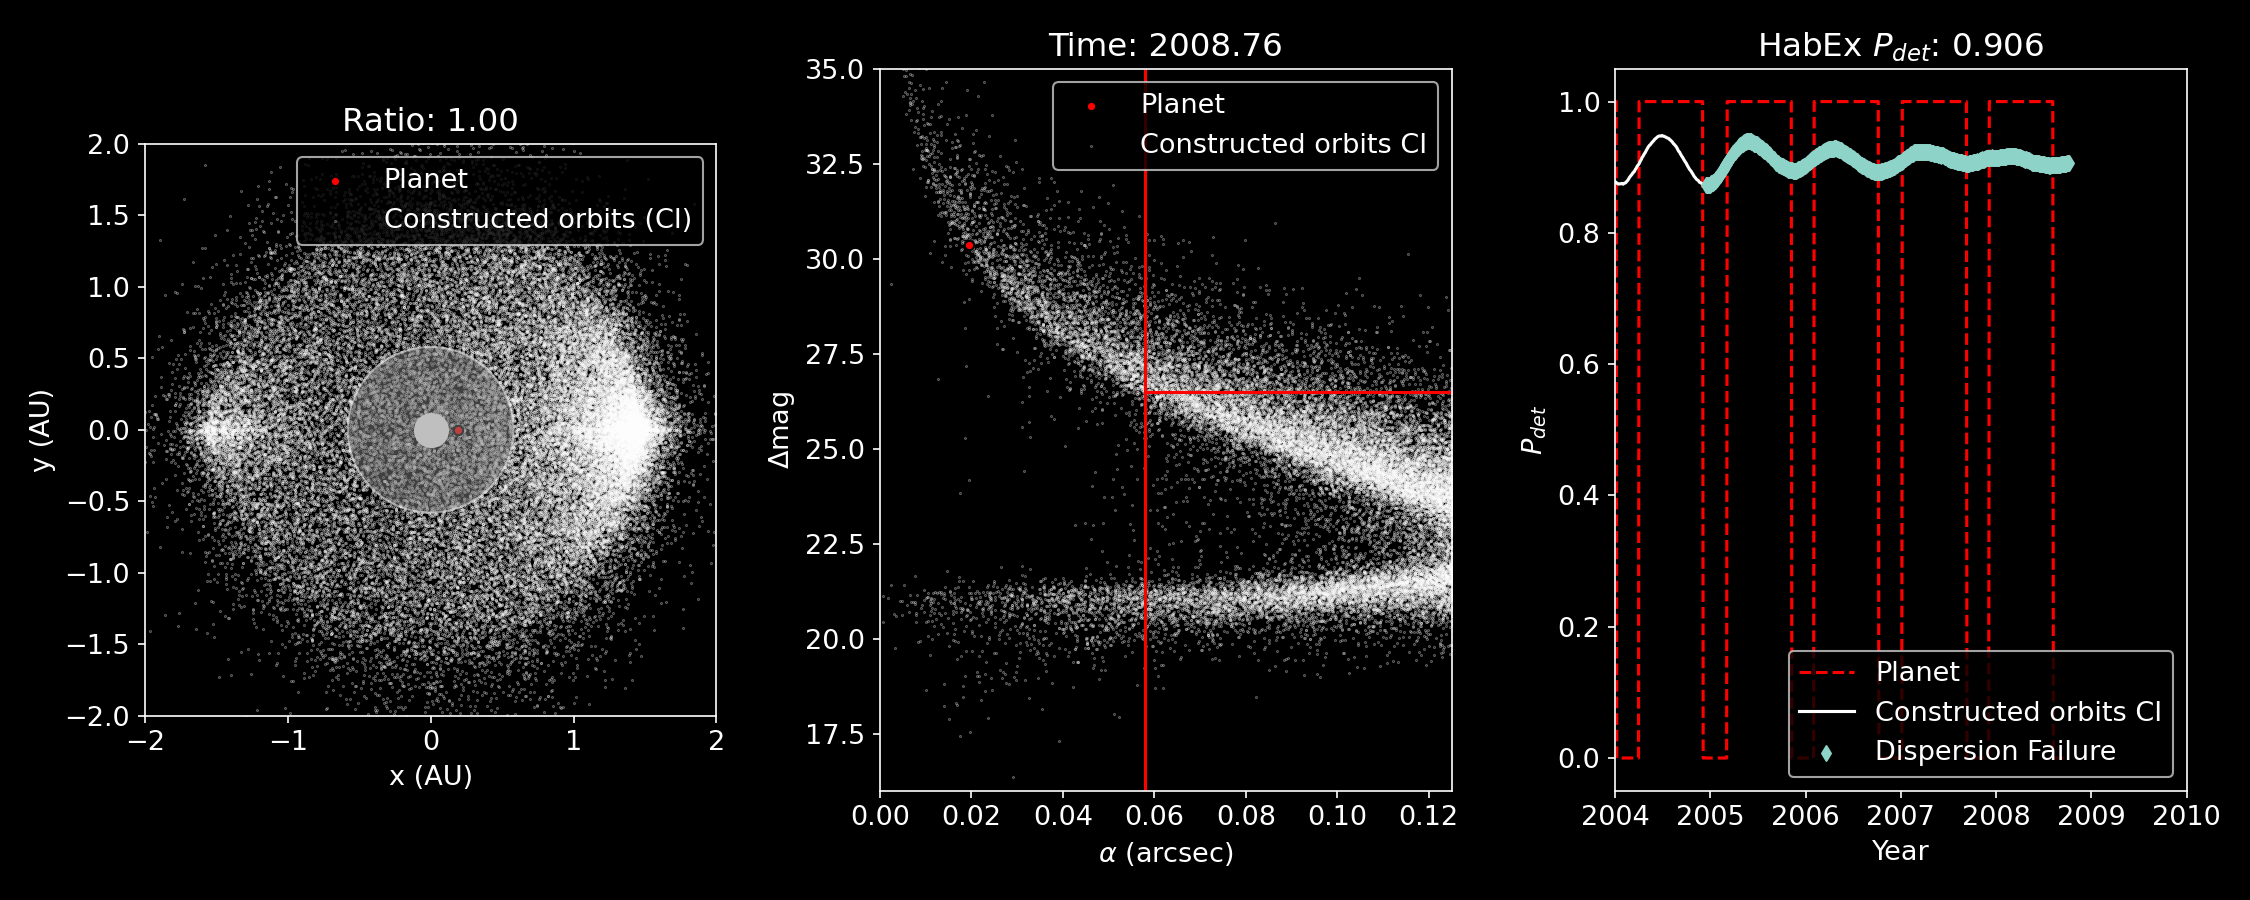 Ratio: 1.00
Planet
Constructed orbits (CI)
2.0
1.5
1.0
0.5
0.0
−0.5
−1.0
−1.5
−2.0
−2
−1
0
1
2
y (AU)
x (AU)
Time: 2008.76
Planet
Constructed orbits CI
35.0
32.5
30.0
27.5
25.0
22.5
20.0
17.5
0.00
0.02
0.04
0.06
0.08
0.10
0.12
Δmag
α (arcsec)
HabEx P_det: 0.906
1.0
0.8
0.6
0.4
0.2
0.0
P_det
Planet
Constructed orbits CI
Dispersion Failure
2004
2005
2006
2007
2008
2009
2010
Year